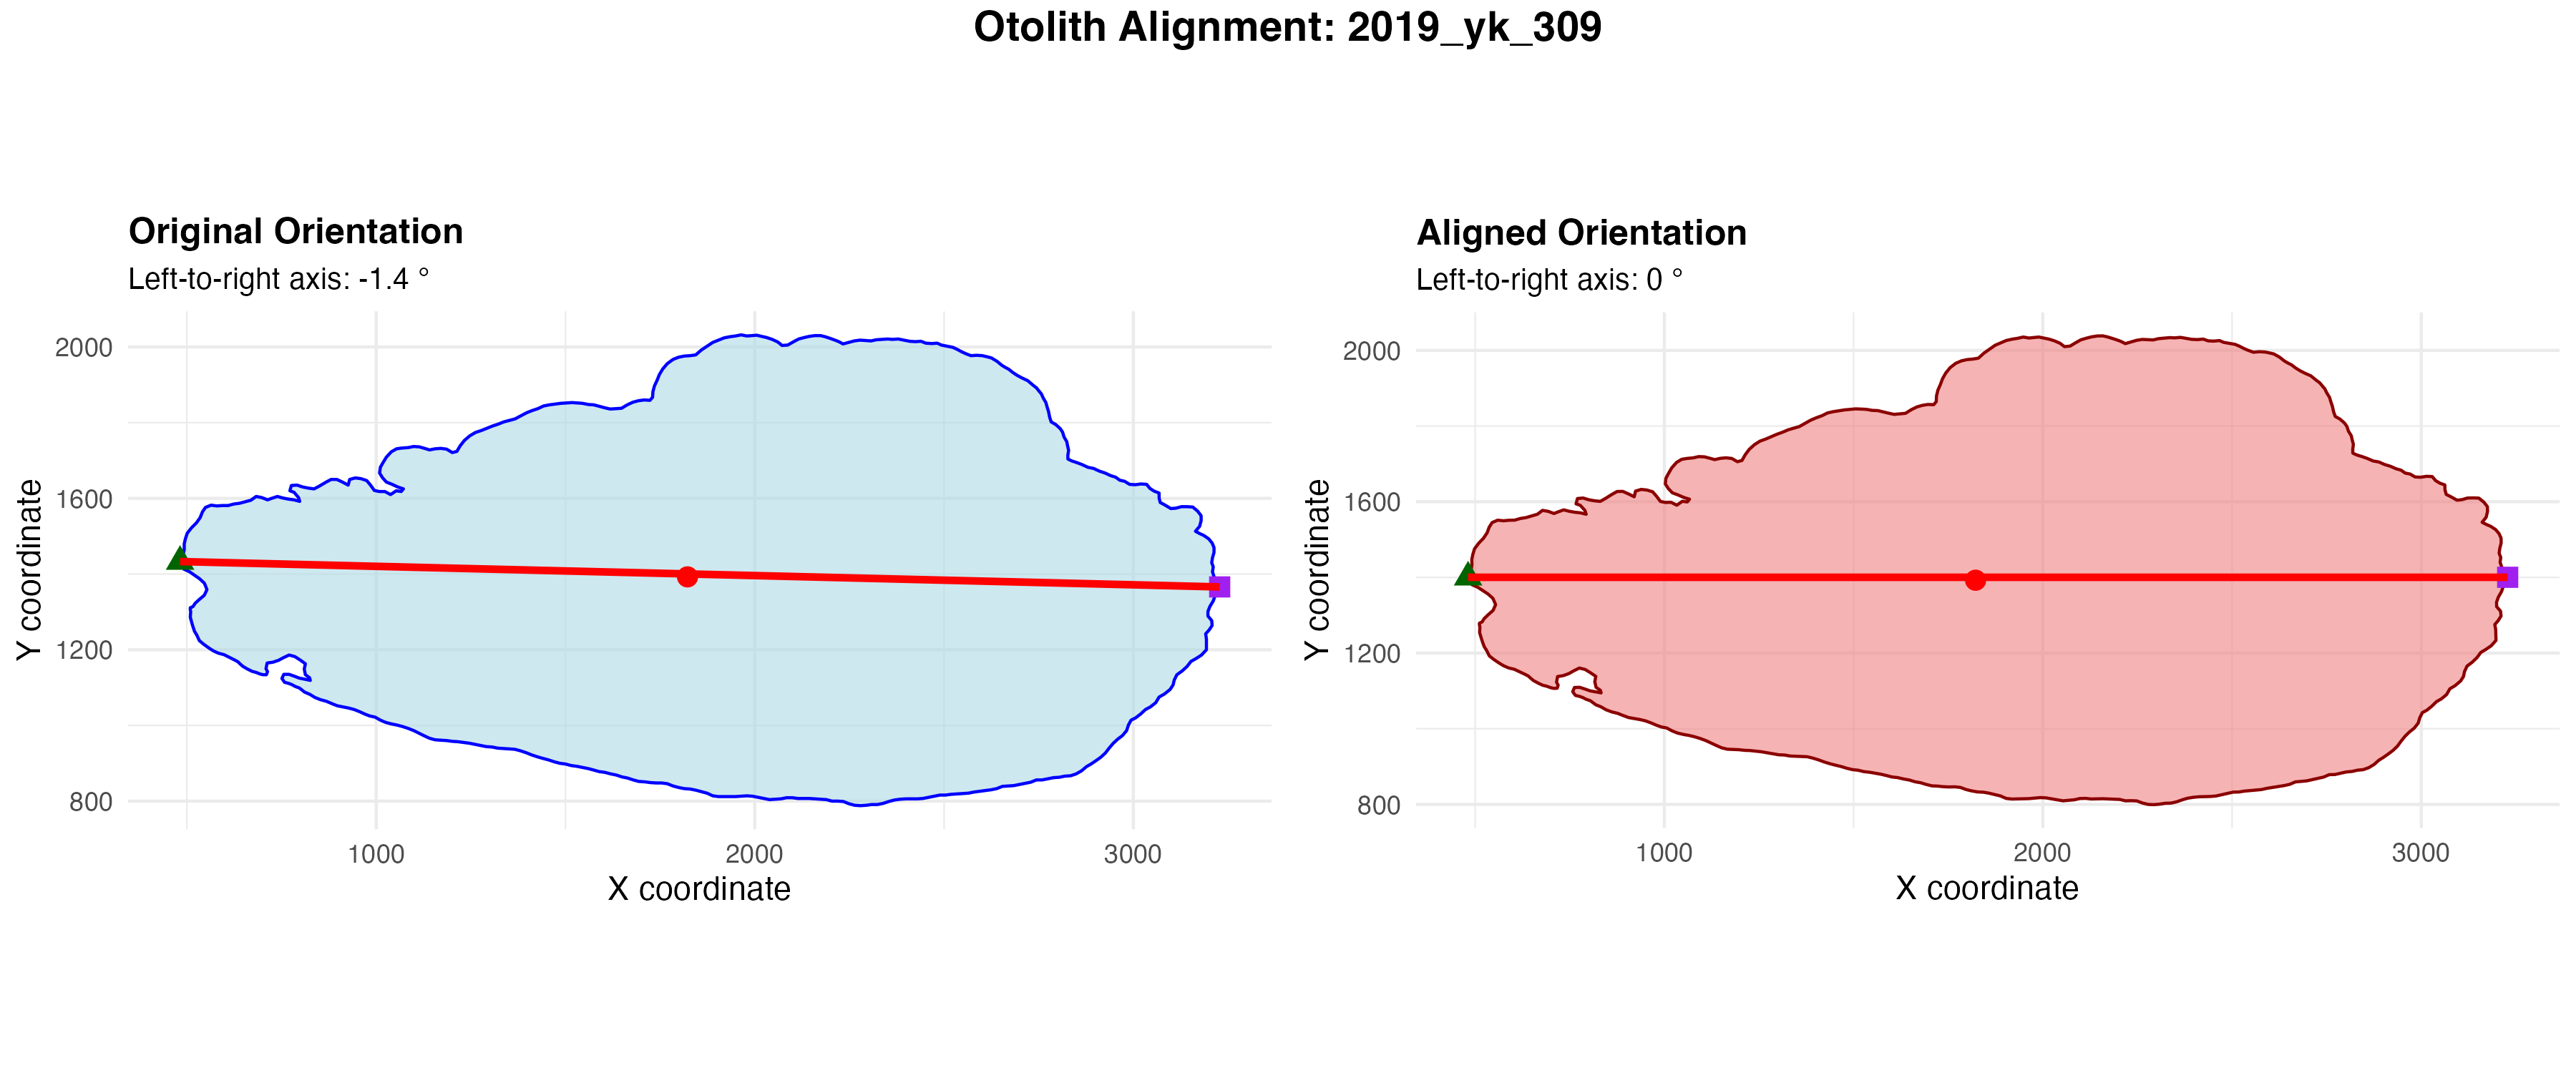 Otolith Alignment: 2019_yk_309
Original Orientation
Left-to-right axis: -1.4 °
2000
1600
1200
800
Y coordinate
1000
2000
3000
X coordinate
Aligned Orientation
Left-to-right axis: 0 °
2000
1600
1200
800
Y coordinate
1000
2000
3000
X coordinate